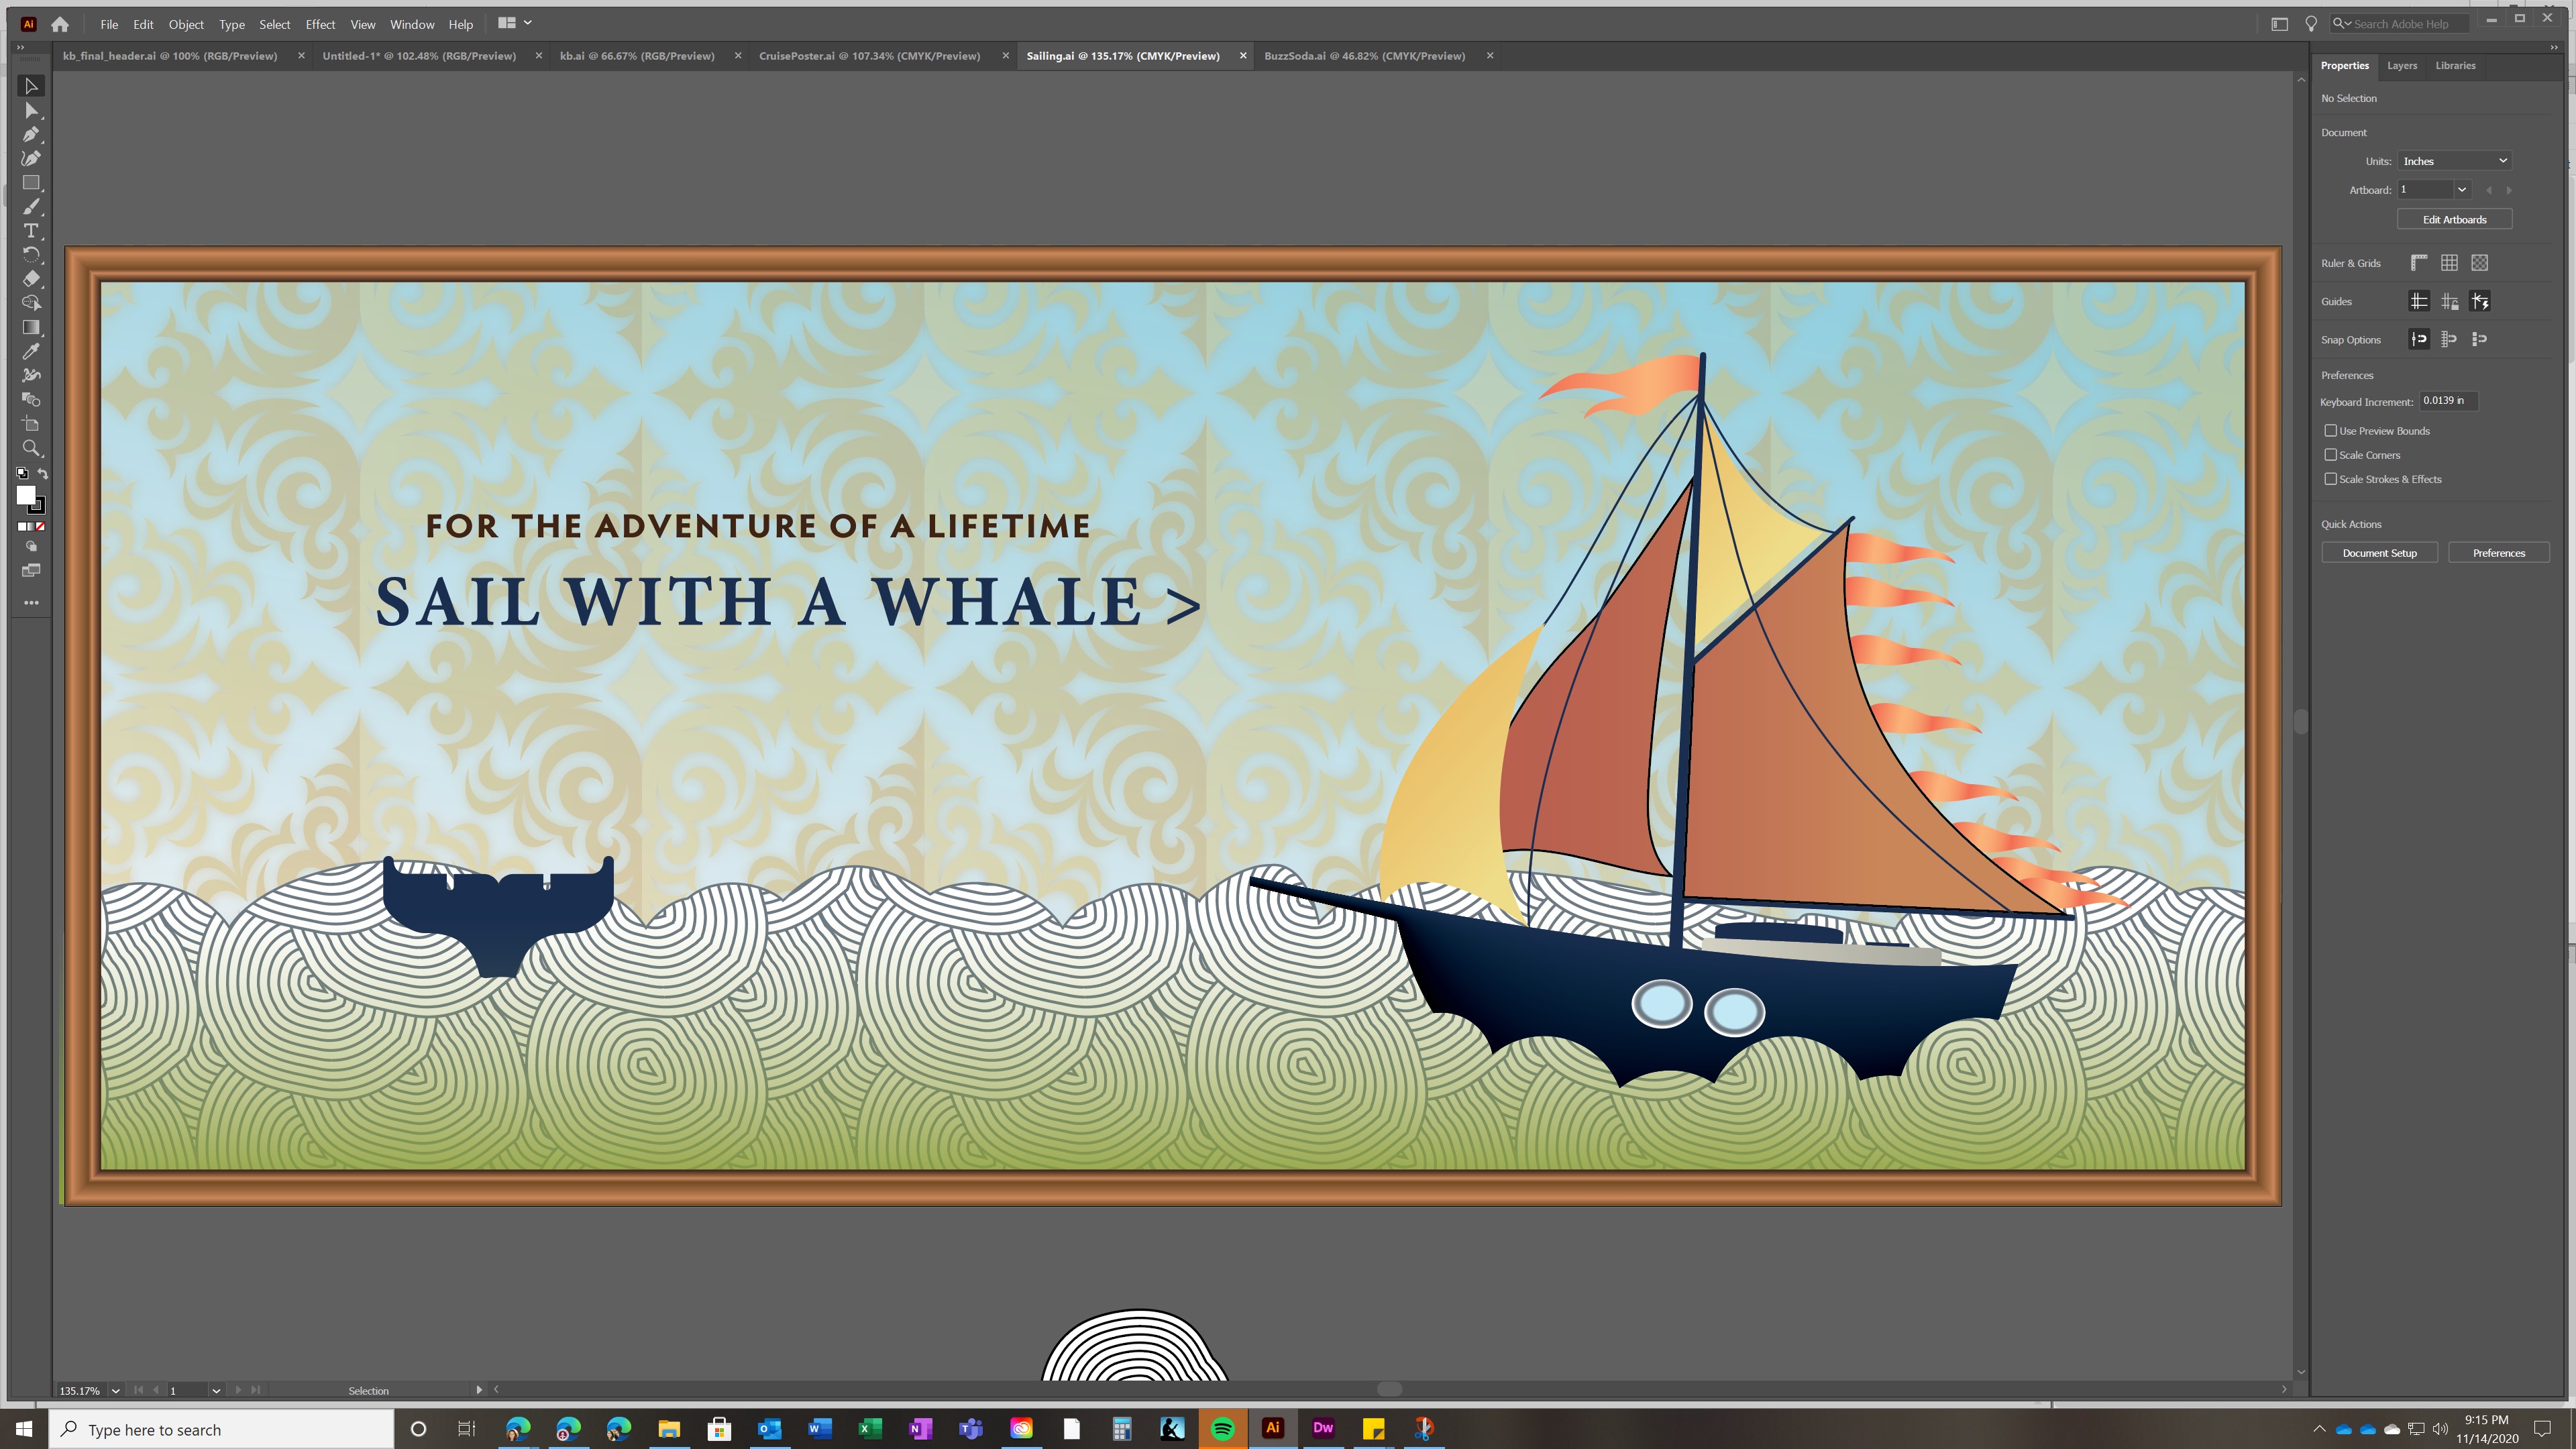 Ai
File Edit Object Type Select Effect View Window Help
Search Adobe Help
kb_final_header.ai @ 100% (RGB/Preview)
Untitled-1* @ 102.48% (RGB/Preview)
kb.ai @ 66.67% (RGB/Preview)
CruisePoster.ai @ 107.34% (CMYK/Preview)
Sailing.ai @ 135.17% (CMYK/Preview)
BuzzSoda.ai @ 46.82% (CMYK/Preview)
Properties Layers Libraries
No Selection
Document
Units: Inches
Artboard: 1
Edit Artboards
Ruler & Grids
Guides
Snap Options
Preferences
Keyboard Increment: 0.0139 in
Use Preview Bounds
Scale Corners
Scale Strokes & Effects
Quick Actions
Document Setup Preferences
FOR THE ADVENTURE OF A LIFETIME
SAIL WITH A WHALE >
135.17% 1 Selection
Type here to search
Ai Dw
9:15 PM
11/14/2020